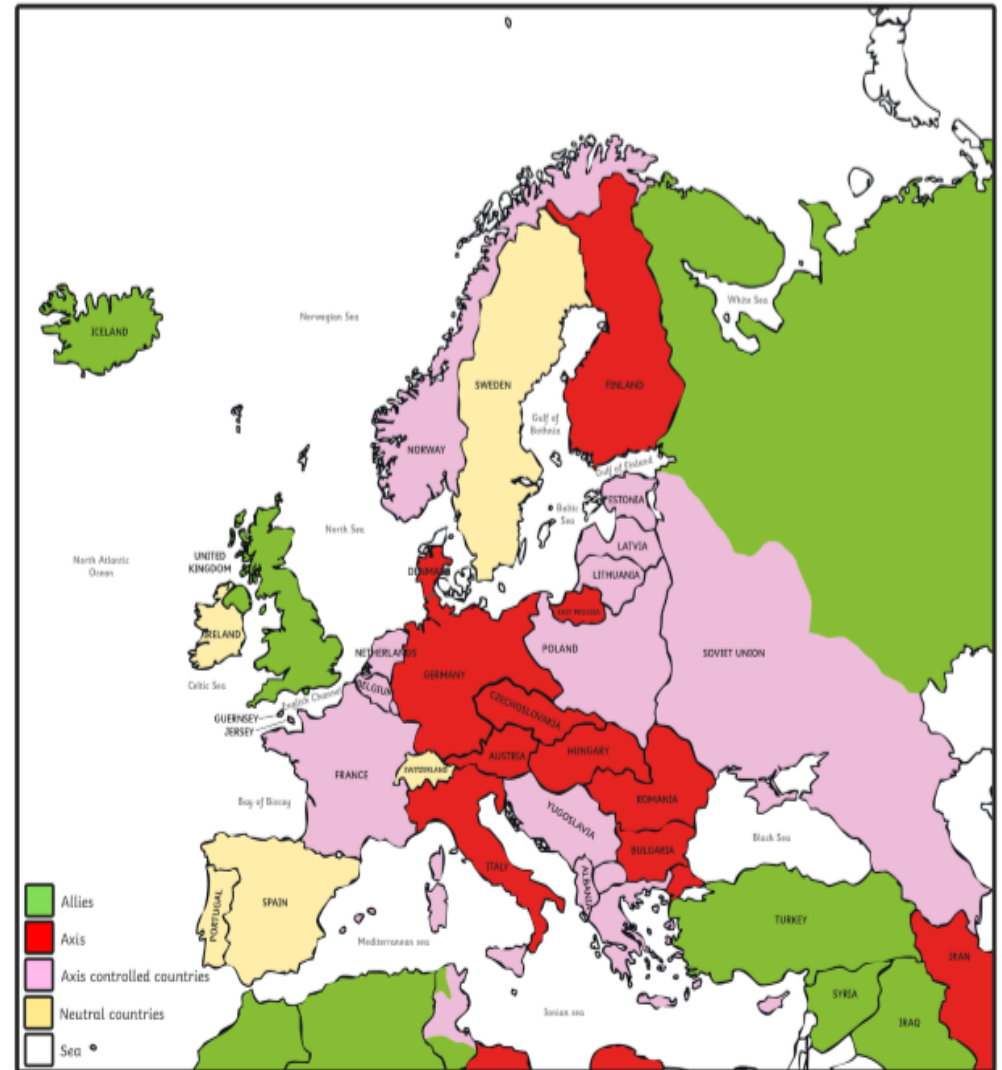 White Sea
Norwegian Sea
ICELAND
SWEDEN
FINLAND
Gulf of
Bothnia
NORWAY
Gulf of Finland
ESTONIA
Baltic
Sea
North Sea
LATVIA
UNITED
KINGDOM
North Atlantic
Ocean
DENMARK
LITHUANIA
EAST PRUSSIA
IRELAND
NETHERLANDS
POLAND
SOVIET UNION
GERMANY
Celtic Sea
BELGIUM
English Channel
CZECHOSLOVAKIA
GUERNSEY
JERSEY
AUSTRIA
HUNGARY
FRANCE
SWITZERLAND
Bay of Biscay
ROMANIA
YUGOSLAVIA
Black Sea
BULGARIA
ITALY
ALBANIA
PORTUGAL
SPAIN
TURKEY
Mediterranean sea
IRAN
SYRIA
Ionian sea
IRAQ
Allies
Axis
Axis controlled countries
Neutral countries
Sea